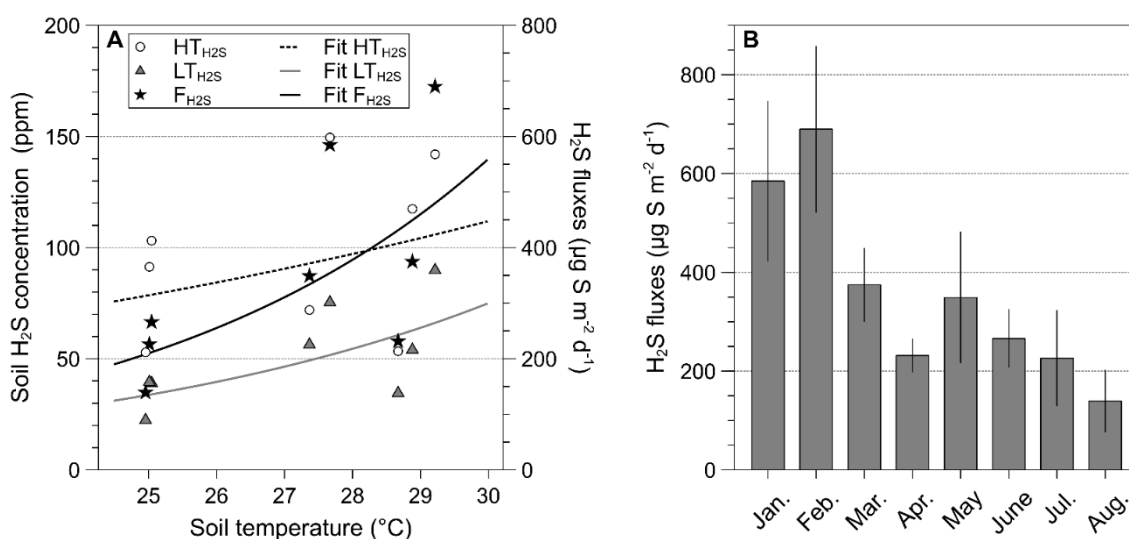 A
HT_H2S
LT_H2S
F_H2S
Fit HT_H2S
Fit LT_H2S
Fit F_H2S
Soil H₂S concentration (ppm)
200
150
100
50
0
25
27
28
29
30
Soil temperature (°C)
800
600
400
200
0
H₂S fluxes (µg S m⁻² d⁻¹)
B
H₂S fluxes (µg S m⁻² d⁻¹)
800
600
400
200
0
Jan.
Feb.
Mar.
Apr.
May
June
Jul.
Aug.